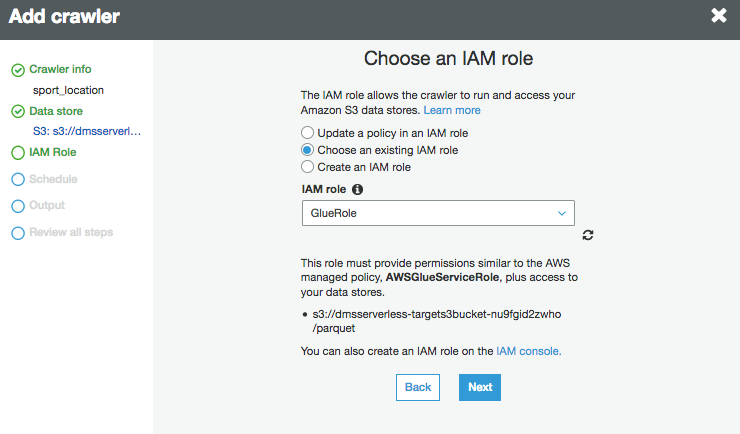 Add crawler
Crawler info
sport_location
Data store
S3: s3://dmsserverl...
IAM Role
Schedule
Output
Review all steps
Choose an IAM role
The IAM role allows the crawler to run and access your
Amazon S3 data stores. Learn more
Update a policy in an IAM role
Choose an existing IAM role
Create an IAM role
IAM role
GlueRole
This role must provide permissions similar to the AWS
managed policy, AWSGlueServiceRole, plus access to
your data stores.
• s3://dmsserverless-targets3bucket-nu9fgid2zwho
/parquet
You can also create an IAM role on the IAM console.
Back
Next